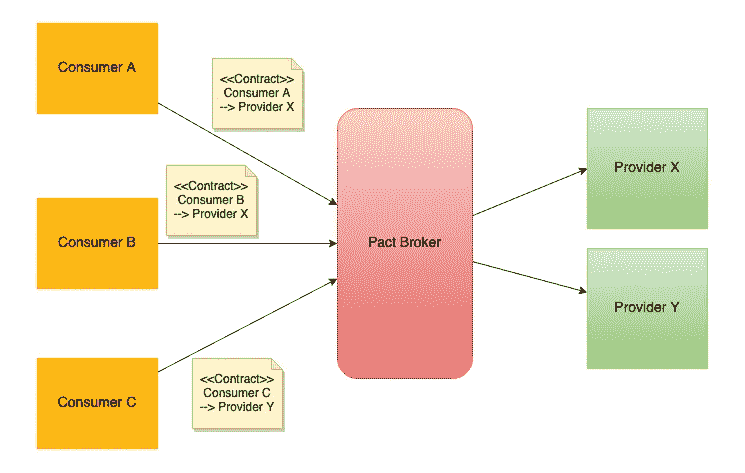 Consumer A
<<Contract>>
Consumer A
--> Provider X
<<Contract>>
Consumer B
--> Provider X
Consumer B
Pact Broker
Provider X
Provider Y
Consumer C
<<Contract>>
Consumer C
--> Provider Y